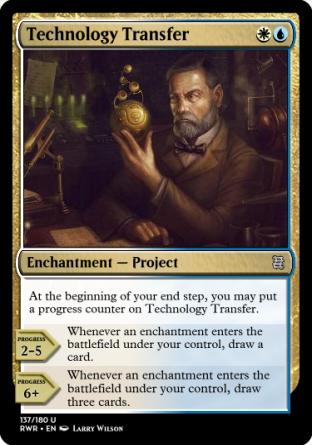 Technology Transfer
Enchantment — Project
At the beginning of your end step, you may put
a progress counter on Technology Transfer.
PROGRESS
2-5
Whenever an enchantment enters the
battlefield under your control, draw a
card.
PROGRESS
6+
Whenever an enchantment enters the
battlefield under your control, draw
three cards.
137/180 U
RWR • EN Larry Wilson